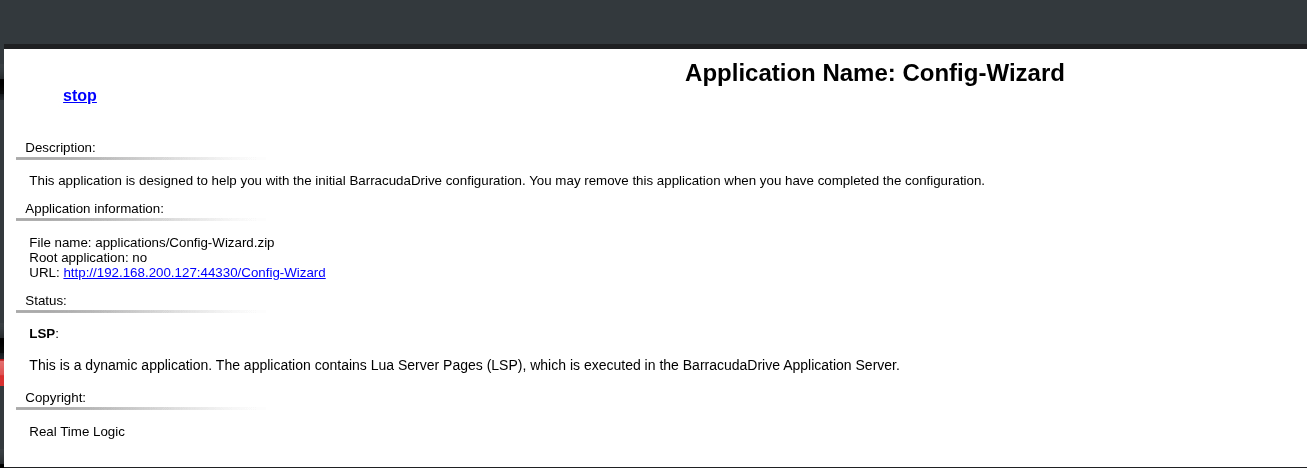 Application Name: Config-Wizard
stop
Description:
This application is designed to help you with the initial BarracudaDrive configuration. You may remove this application when you have completed the configuration.
Application information:
File name: applications/Config-Wizard.zip
Root application: no
URL: http://192.168.200.127:44330/Config-Wizard
Status:
LSP:
This is a dynamic application. The application contains Lua Server Pages (LSP), which is executed in the BarracudaDrive Application Server.
Copyright:
Real Time Logic